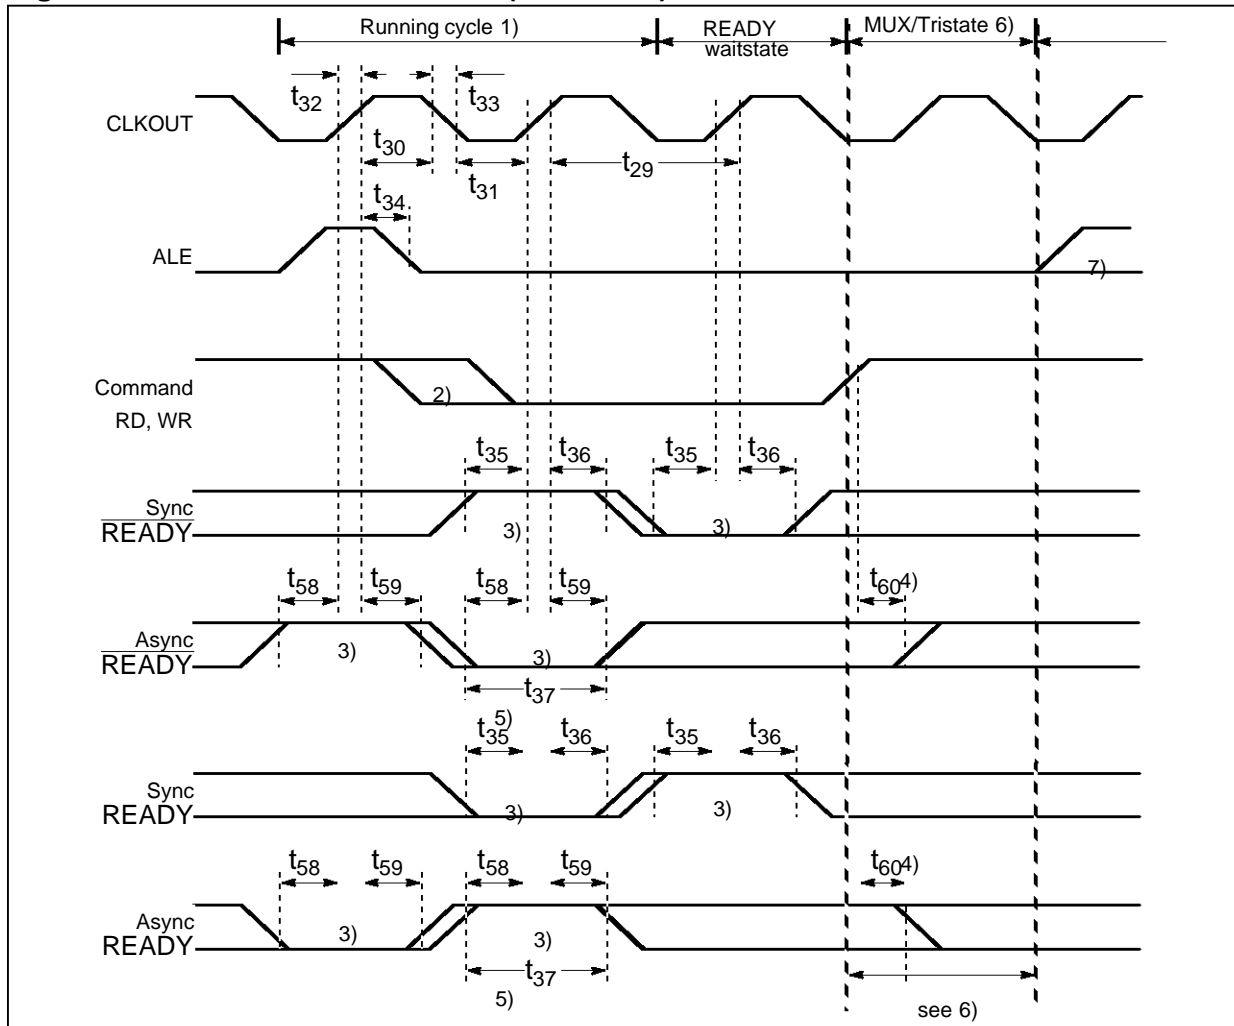 Running cycle 1)
READY
waitstate
MUX/Tristate 6)
t32
t33
CLKOUT
t30
t29
t31
t34
ALE
7)
Command
2)
RD, WR
t35 t36 t35 t36
Sync
READY
3) 3)
t58 t59 t58 t59 t60 4)
Async
READY
3) 3)
t37
5)
t35 t36 t35 t36
Sync
READY
3) 3)
t58 t59 t58 t59 t60 4)
Async
READY
3) 3)
t37
5)
see 6)